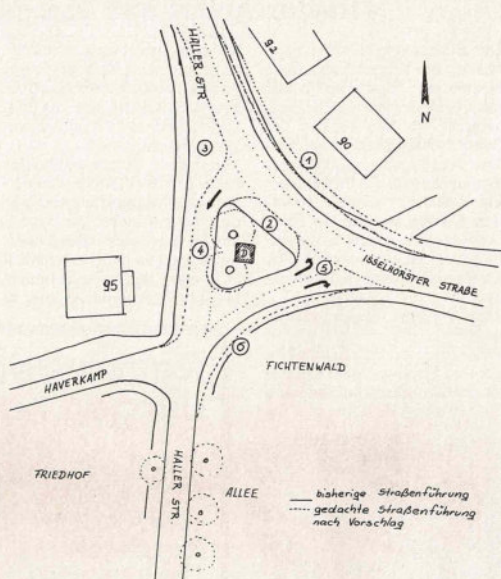 92
HALLER-STR
90
N
1
3
2
4
D
5
ISSELHORSTER STRAßE
95
6
FICHTENWALD
HAVERKAMP
FRIEDHOF
HALLER STR.
ALLEE
bisherige Straßenführung
gedachte Straßenführung
nach Vorschlag